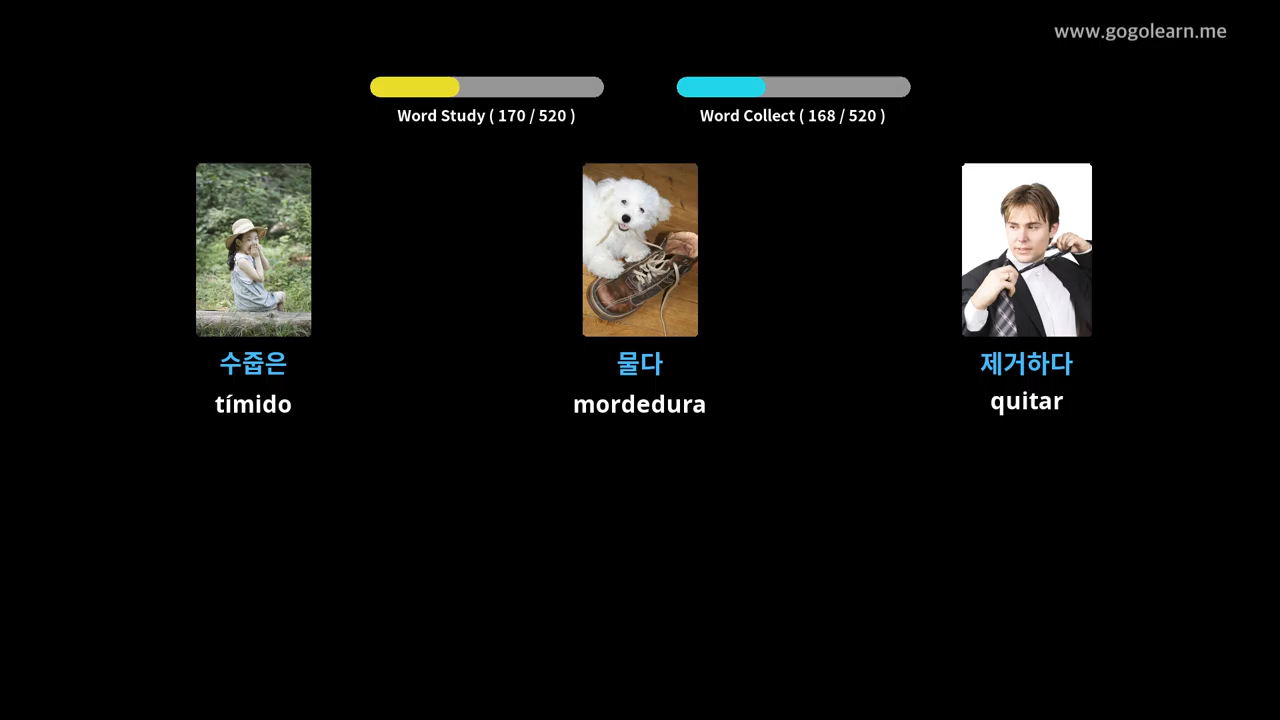 www.gogolearn.me
Word Study ( 170 / 520 )
Word Collect ( 168 / 520 )
수줍은
tímido
물다
mordedura
제거하다
quitar